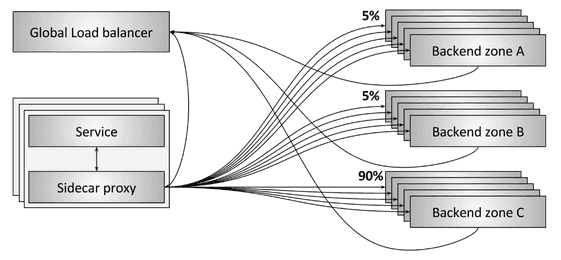 Global Load balancer
Service
Sidecar proxy
5%
Backend zone A
5%
Backend zone B
90%
Backend zone C